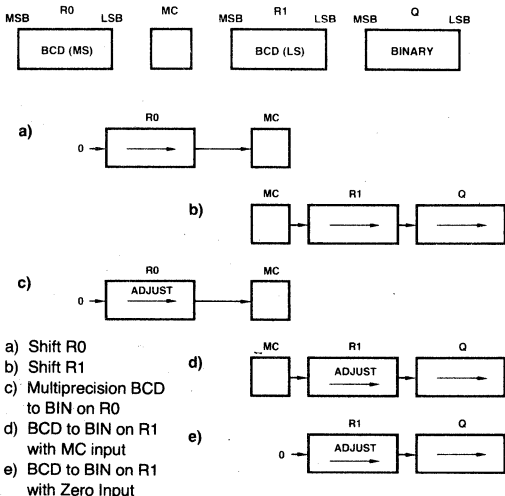 R0 MC R1 Q
MSB LSB MSB LSB MSB LSB
BCD (MS) BCD (LS) BINARY
a)
R0 MC
0
b)
MC R1 Q
c)
R0 MC
0 ADJUST
a) Shift R0
b) Shift R1
c) Multiprecision BCD
to BIN on R0
d) BCD to BIN on R1
with MC input
e) BCD to BIN on R1
with Zero Input
d)
MC R1 Q
ADJUST
e)
R1 Q
0 ADJUST